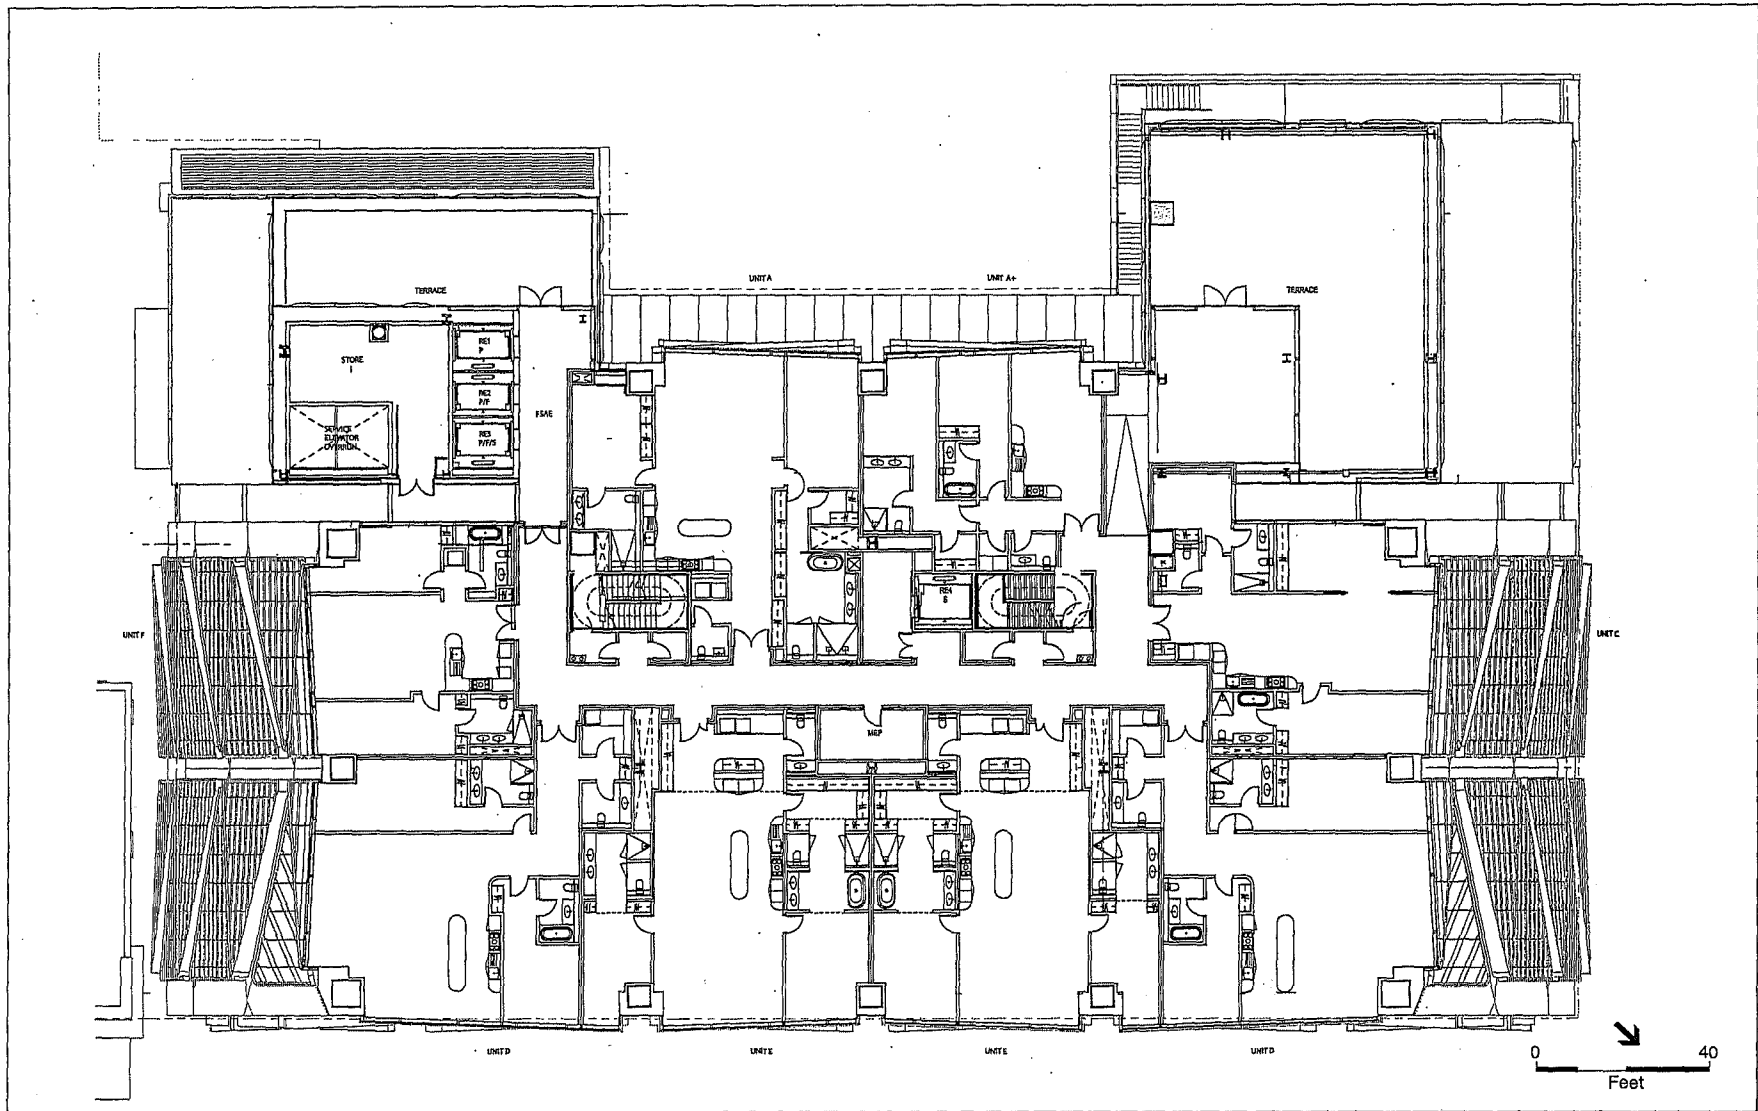 UNIT A
UNIT A+
TERRACE
TERRACE
RE1
P
STORE
1
RE2
P/F
FSAE
SERVICE
ELEVATOR
OVERRUN
RE3
P/F/S
RE4
S
UNIT F
UNIT C
MEP
UNIT D
UNIT E
UNIT E
UNIT D
0 40
Feet